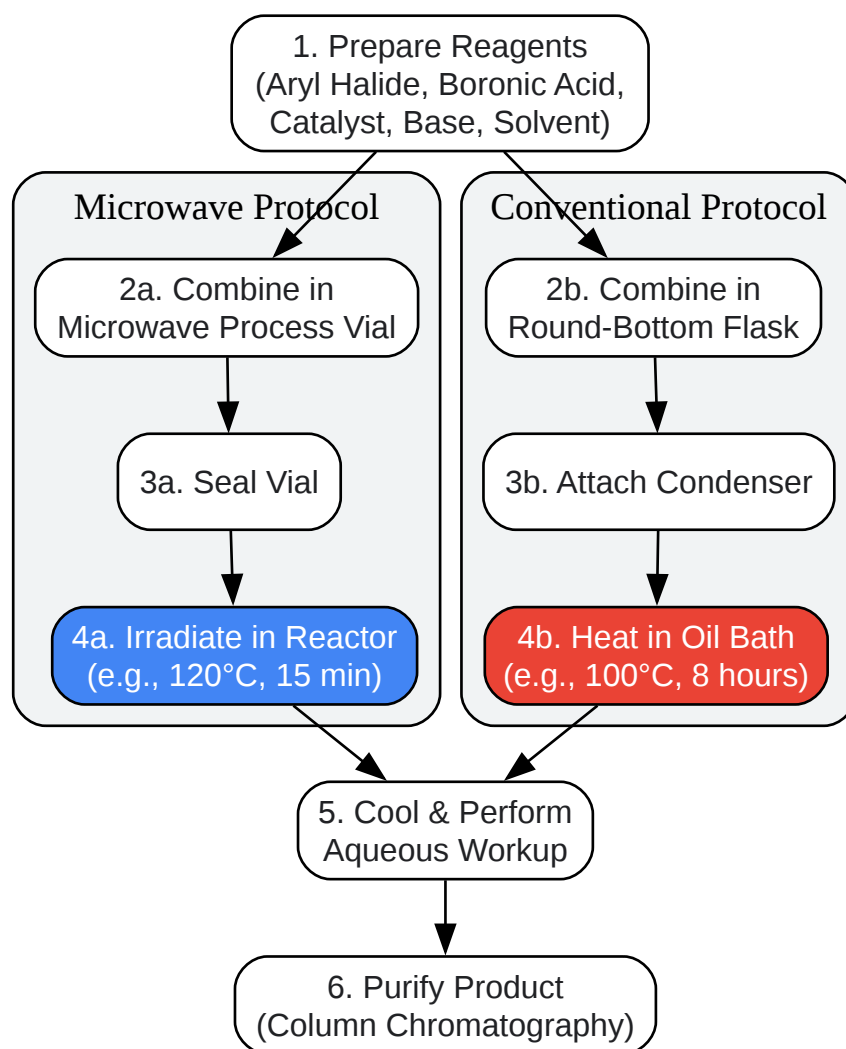 1. Prepare Reagents
(Aryl Halide, Boronic Acid,
Catalyst, Base, Solvent)
Microwave Protocol
2a. Combine in
Microwave Process Vial
3a. Seal Vial
4a. Irradiate in Reactor
(e.g., 120°C, 15 min)
Conventional Protocol
2b. Combine in
Round-Bottom Flask
3b. Attach Condenser
4b. Heat in Oil Bath
(e.g., 100°C, 8 hours)
5. Cool & Perform
Aqueous Workup
6. Purify Product
(Column Chromatography)